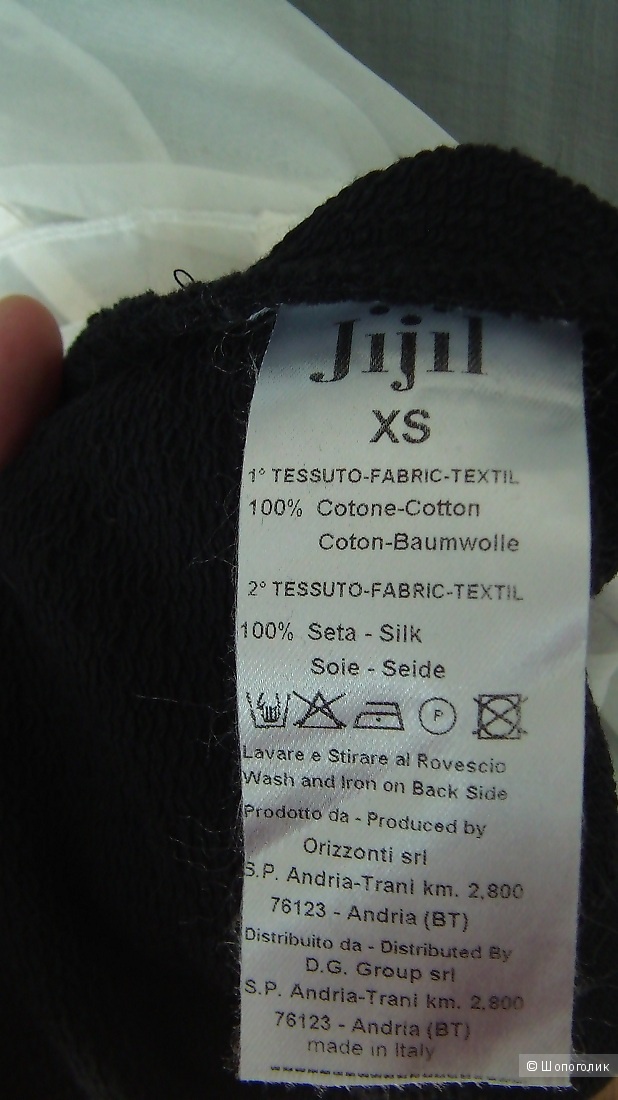 Jijil
XS
1° TESSUTO-FABRIC-TEXTIL
100% Cotone-Cotton
Coton-Baumwolle
2° TESSUTO-FABRIC-TEXTIL
100% Seta - Silk
Soie - Seide
P
Lavare e Stirare al Rovescio
Wash and Iron on Back Side
Prodotto da - Produced by
Orizzonti srl
S.P. Andria-Trani km. 2,800
76123 - Andria (BT)
Distribuito da - Distributed By
D.G. Group srl
S.P. Andria-Trani km. 2,800
76123 - Andria (BT)
made in Italy
© Шопоголик